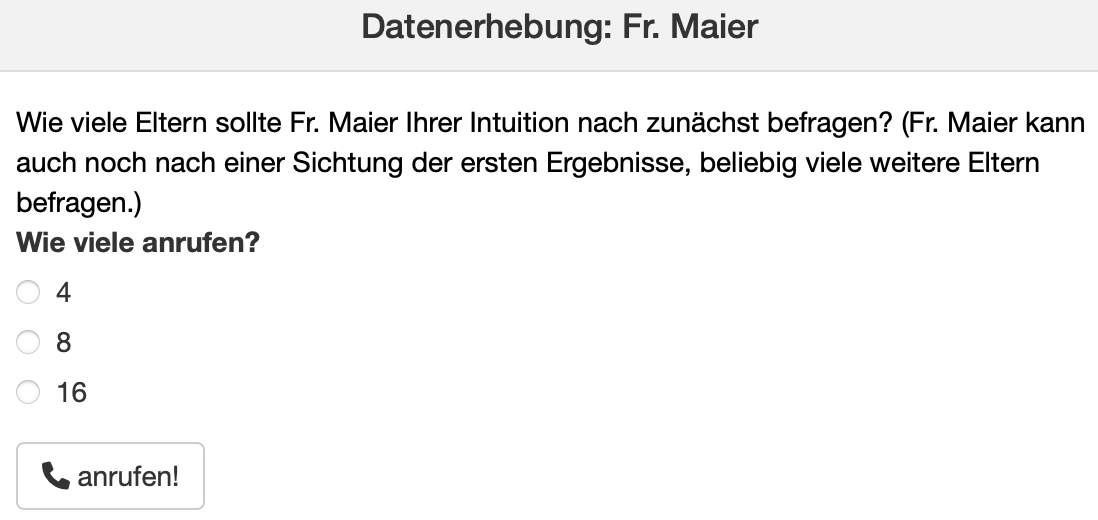 Datenerhebung: Fr. Maier
Wie viele Eltern sollte Fr. Maier Ihrer Intuition nach zunächst befragen? (Fr. Maier kann
auch noch nach einer Sichtung der ersten Ergebnisse, beliebig viele weitere Eltern
befragen.)
Wie viele anrufen?
4
8
16
anrufen!